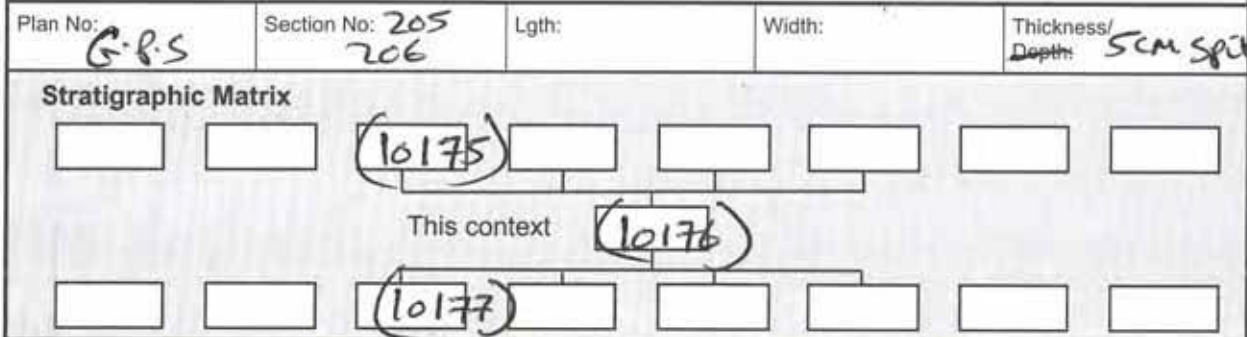 Plan No: G.P.S
Section No: 205
206
Lgth:
Width:
Thickness/
Depth: 5cm Spit
Stratigraphic Matrix
(10175)
This context (10176)
(10177)